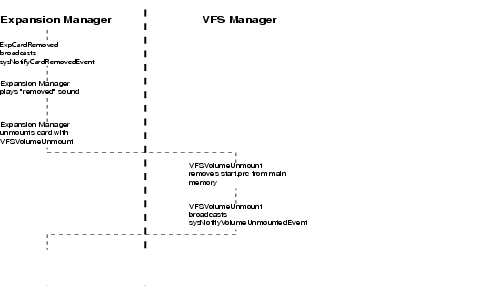 Expansion Manager
VFS Manager
ExpCardRemoved
broadcasts
sysNotifyCardRemovedEvent
Expansion Manager
plays "removed" sound
Expansion Manager
unmounts card with
VFSVolumeUnmount
VFSVolumeUnmount
removes start.prc from main
memory
VFSVolumeUnmount
broadcasts
sysNotifyVolumeUnmountedEvent